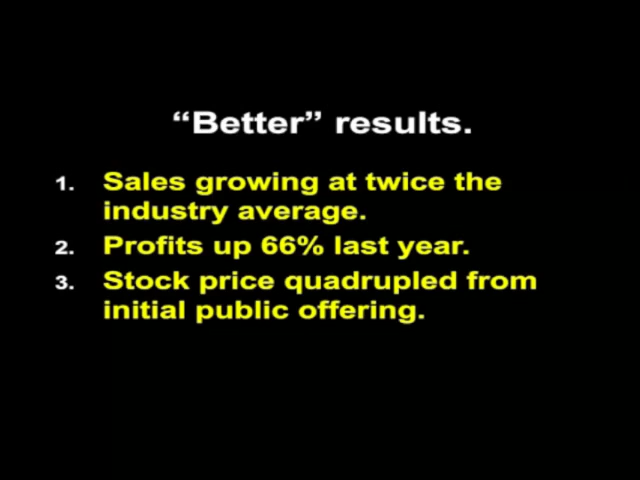 “Better” results.
1. Sales growing at twice the
industry average.
2. Profits up 66% last year.
3. Stock price quadrupled from
initial public offering.